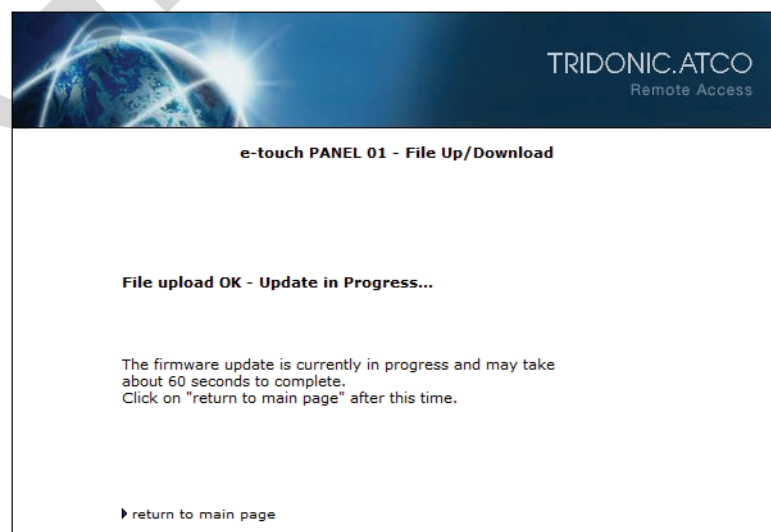 TRIDONIC.ATCO
Remote Access
e-touch PANEL 01 - File Up/Download
File upload OK - Update in Progress...
The firmware update is currently in progress and may take
about 60 seconds to complete.
Click on "return to main page" after this time.
return to main page